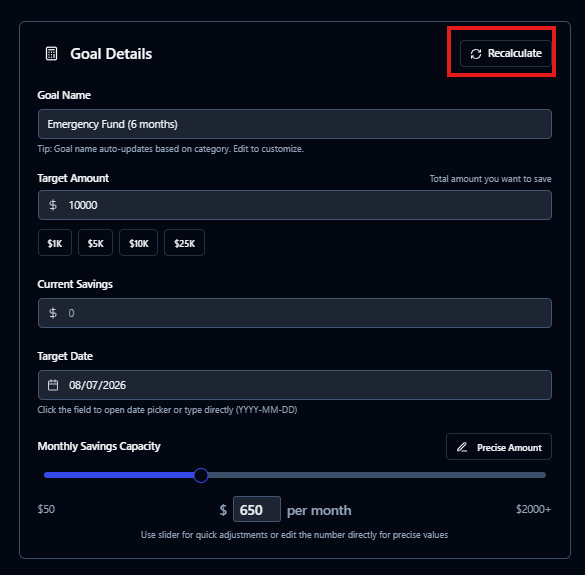 Goal Details
Recalculate
Goal Name
Emergency Fund (6 months)
Tip: Goal name auto-updates based on category. Edit to customize.
Target Amount
Total amount you want to save
$ 10000
$1K $5K $10K $25K
Current Savings
$ 0
Target Date
08/07/2026
Click the field to open date picker or type directly (YYYY-MM-DD)
Monthly Savings Capacity
Precise Amount
$50
$ 650 per month
$2000+
Use slider for quick adjustments or edit the number directly for precise values